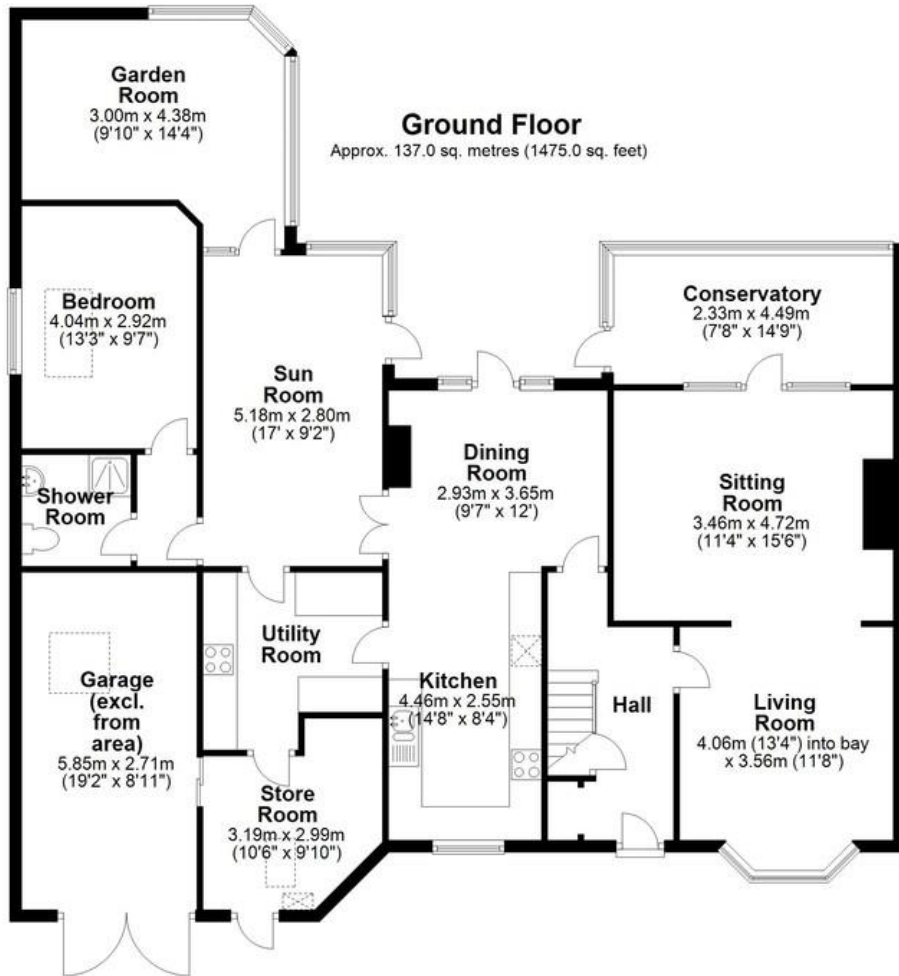 Ground Floor
Approx. 137.0 sq. metres (1475.0 sq. feet)
Garden
Room
3.00m x 4.38m
(9'10" x 14'4")
Bedroom
4.04m x 2.92m
(13'3" x 9'7")
Sun
Room
5.18m x 2.80m
(17' x 9'2")
Conservatory
2.33m x 4.49m
(7'8" x 14'9")
Dining
Room
2.93m x 3.65m
(9'7" x 12')
Sitting
Room
3.46m x 4.72m
(11'4" x 15'6")
Shower
Room
Utility
Room
Garage
(excl.
from
area)
5.85m x 2.71m
(19'2" x 8'11")
Kitchen
4.46m x 2.55m
(14'8" x 8'4")
Hall
Living
Room
4.06m (13'4") into bay
x 3.56m (11'8")
Store
Room
3.19m x 2.99m
(10'6" x 9'10")